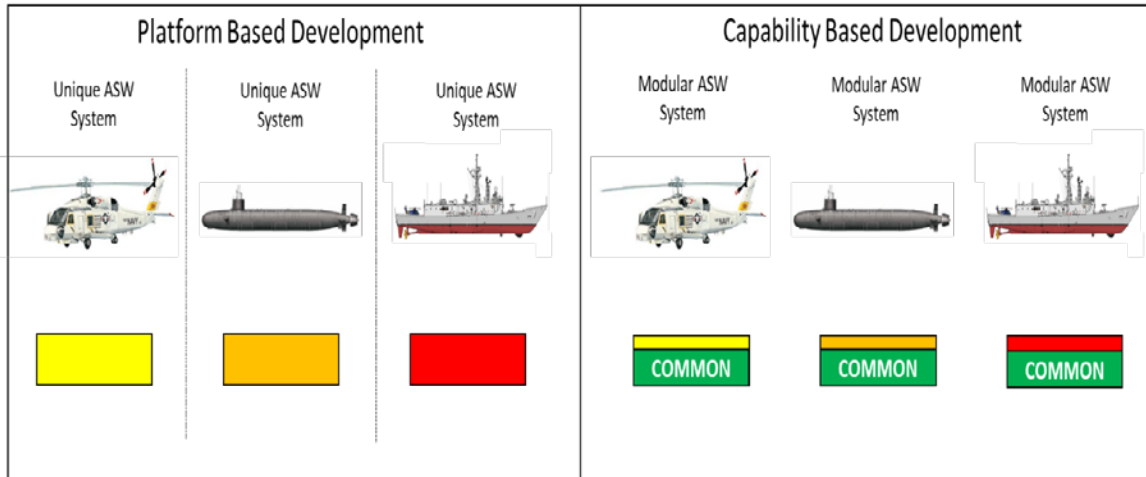 Platform Based Development
Unique ASW
System
Unique ASW
System
Unique ASW
System
Capability Based Development
Modular ASW
System
Modular ASW
System
Modular ASW
System
COMMON
COMMON
COMMON